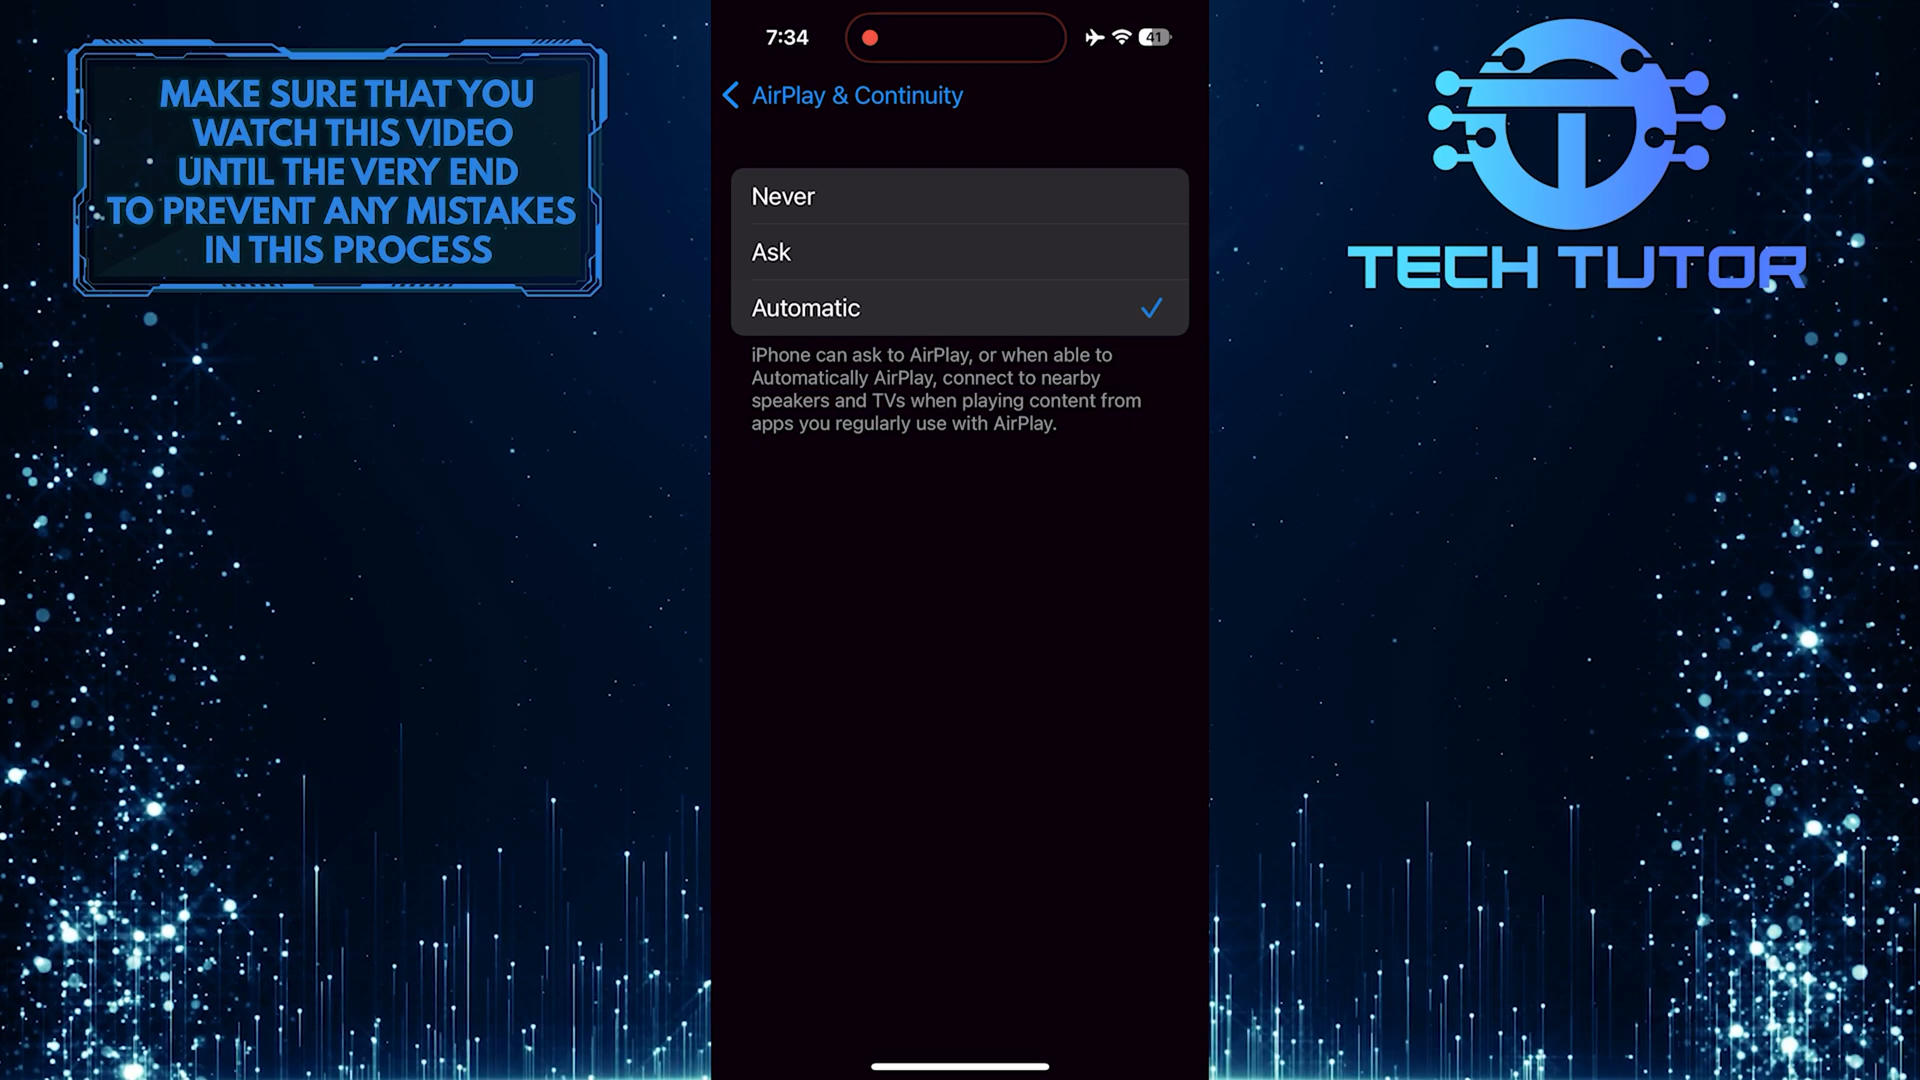 MAKE SURE THAT YOU
WATCH THIS VIDEO
UNTIL THE VERY END
TO PREVENT ANY MISTAKES
IN THIS PROCESS
7:34
41
AirPlay & Continuity
Never
Ask
Automatic
iPhone can ask to AirPlay, or when able to
Automatically AirPlay, connect to nearby
speakers and TVs when playing content from
apps you regularly use with AirPlay.
TECH TUTOR